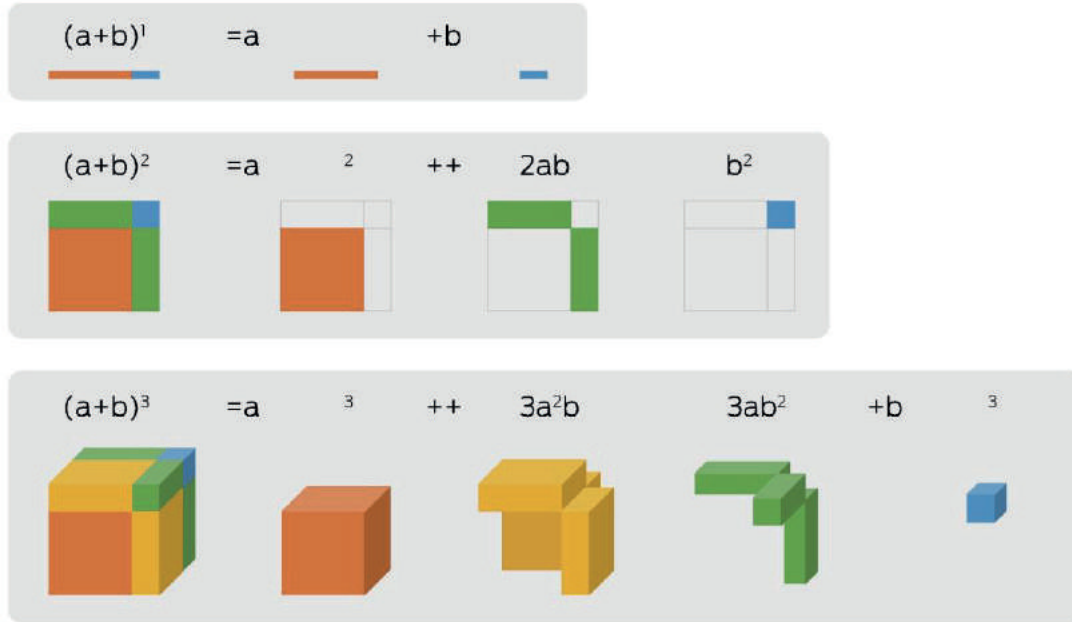 (a+b)¹ =a +b
(a+b)² =a ² ++ 2ab b²
(a+b)³ =a ³ ++ 3a²b 3ab² +b ³